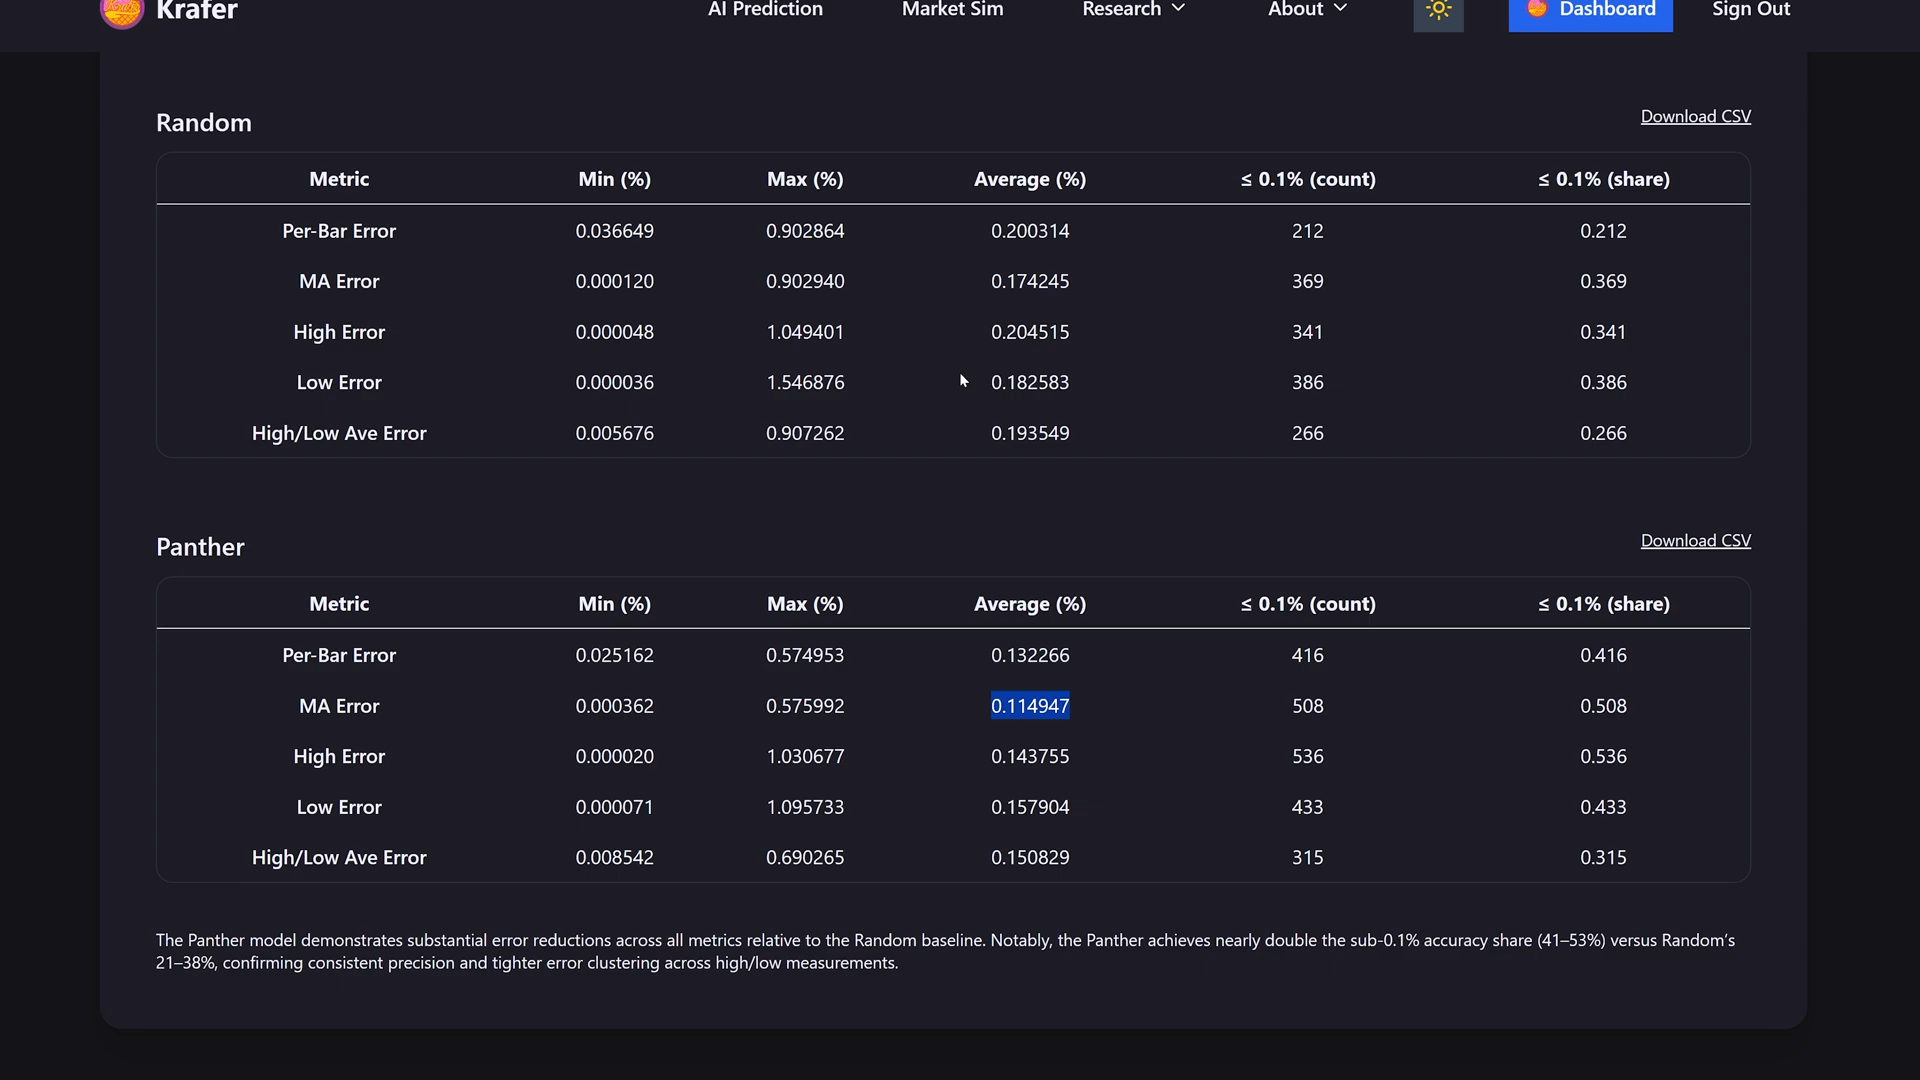 Krafer
AI Prediction Market Sim Research About Dashboard Sign Out
Random Download CSV
Metric Min (%) Max (%) Average (%) ≤ 0.1% (count) ≤ 0.1% (share)
Per-Bar Error 0.036649 0.902864 0.200314 212 0.212
MA Error 0.000120 0.902940 0.174245 369 0.369
High Error 0.000048 1.049401 0.204515 341 0.341
Low Error 0.000036 1.546876 0.182583 386 0.386
High/Low Ave Error 0.005676 0.907262 0.193549 266 0.266
Panther Download CSV
Metric Min (%) Max (%) Average (%) ≤ 0.1% (count) ≤ 0.1% (share)
Per-Bar Error 0.025162 0.574953 0.132266 416 0.416
MA Error 0.000362 0.575992 0.114947 508 0.508
High Error 0.000020 1.030677 0.143755 536 0.536
Low Error 0.000071 1.095733 0.157904 433 0.433
High/Low Ave Error 0.008542 0.690265 0.150829 315 0.315
The Panther model demonstrates substantial error reductions across all metrics relative to the Random baseline. Notably, the Panther achieves nearly double the sub-0.1% accuracy share (41–53%) versus Random’s
21–38%, confirming consistent precision and tighter error clustering across high/low measurements.